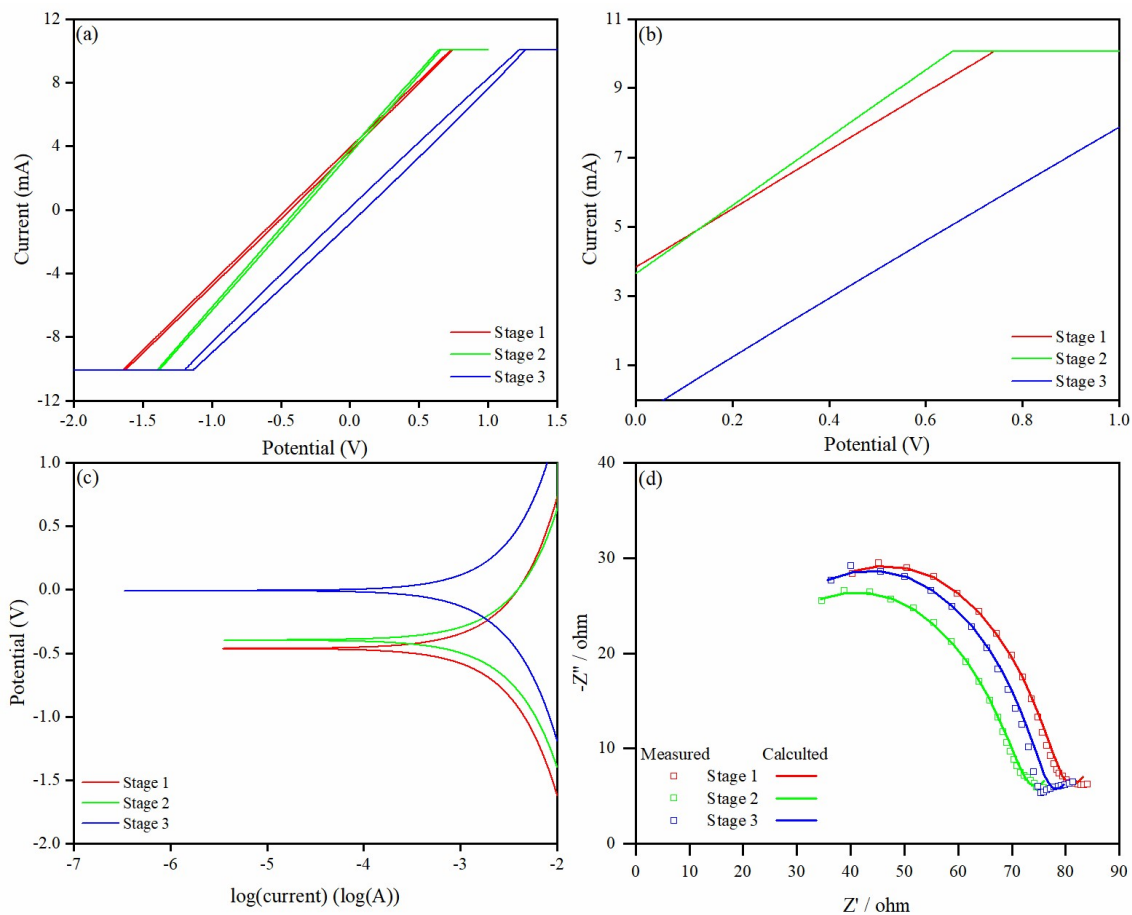 (a)
Current (mA)
12
8
4
0
-4
-8
-12
-2.0 -1.5 -1.0 -0.5 0.0 0.5 1.0 1.5
Potential (V)
Stage 1
Stage 2
Stage 3
(b)
Current (mA)
11
9
7
5
3
1
0.0 0.2 0.4 0.6 0.8 1.0
Potential (V)
Stage 1
Stage 2
Stage 3
(c)
Potential (V)
1.0
0.5
0.0
-0.5
-1.0
-1.5
-2.0
-7 -6 -5 -4 -3 -2
log(current) (log(A))
Stage 1
Stage 2
Stage 3
(d)
-Z" / ohm
40
30
20
10
0
0 10 20 30 40 50 60 70 80 90
Z' / ohm
Measured Calculted
Stage 1
Stage 2
Stage 3